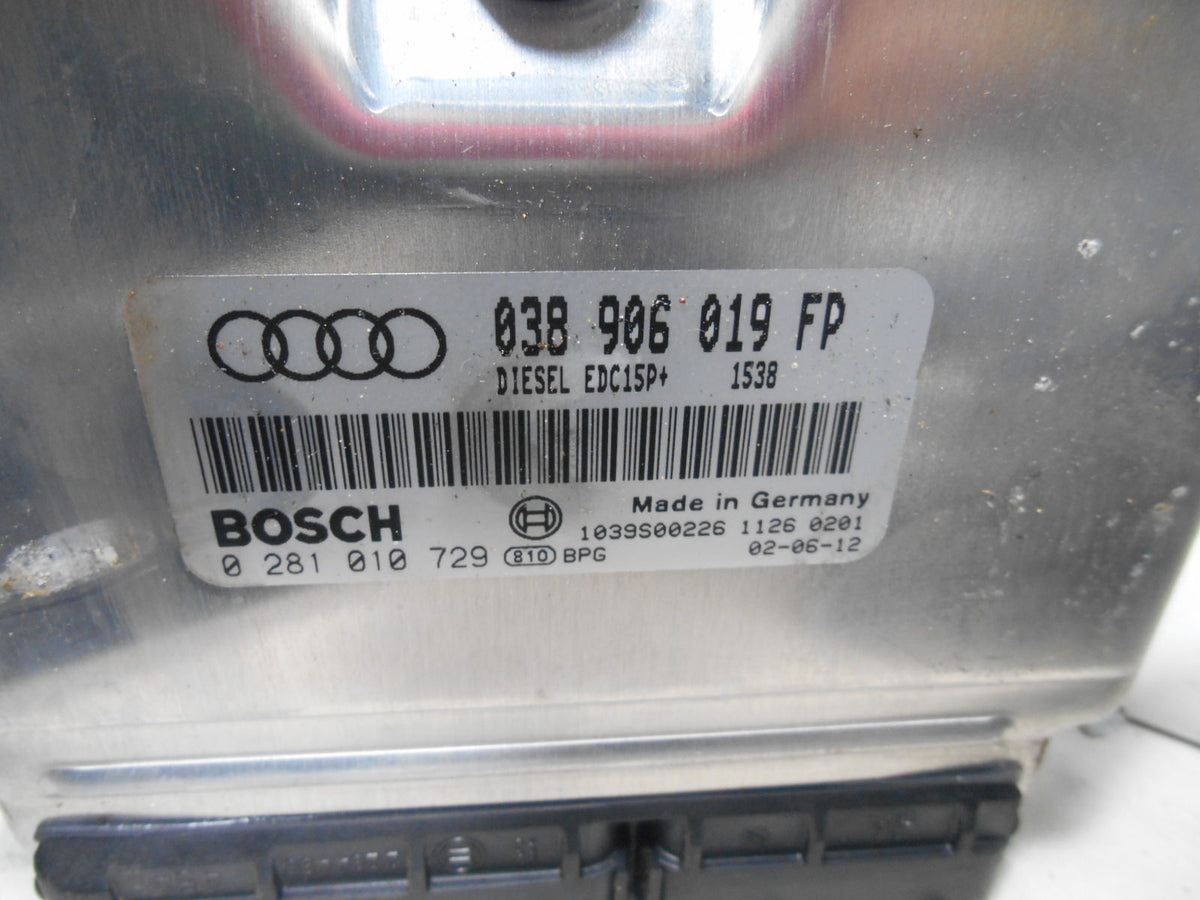 038 906 019 FP
DIESEL EDC15P+ 1538
BOSCH
Made in Germany
1039S00226 1126 0201
0 281 010 729 810 BPG
02-06-12